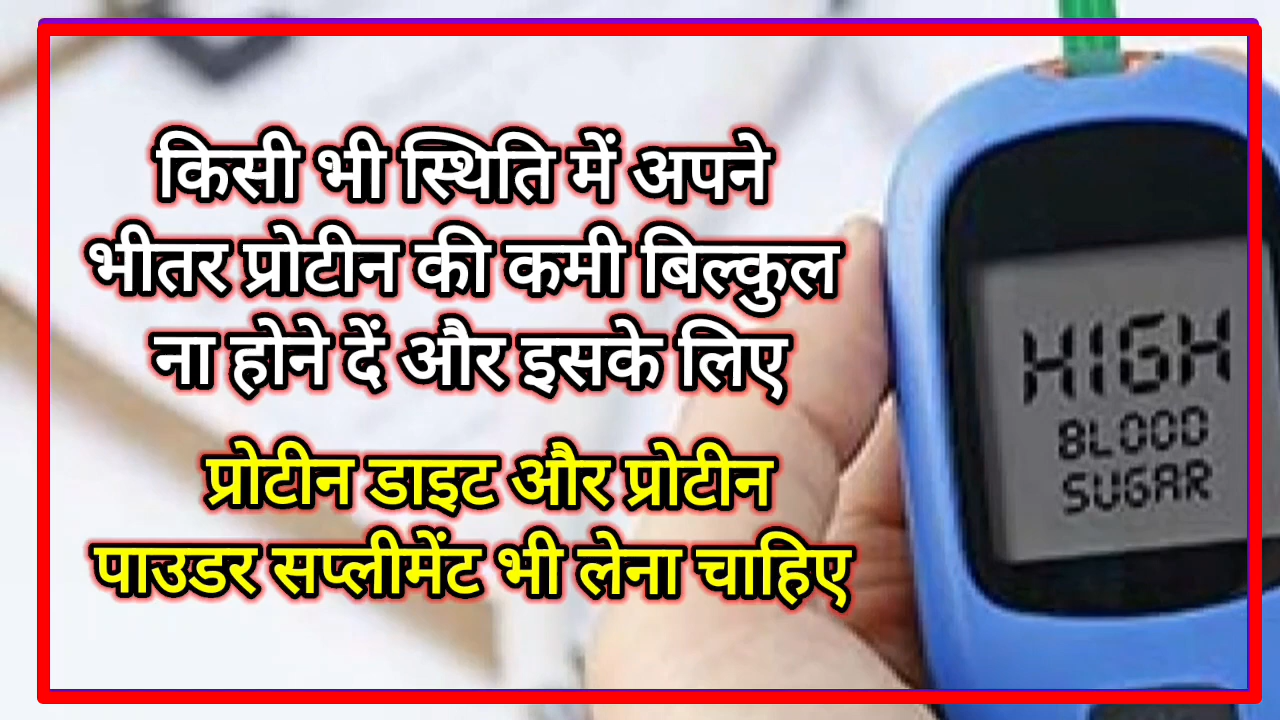 किसी भी स्थिति में अपने
भीतर प्रोटीन की कमी बिल्कुल
ना होने दें और इसके लिए
प्रोटीन डाइट और प्रोटीन
पाउडर सप्लीमेंट भी लेना चाहिए
HIGH
BLOOD
SUGAR